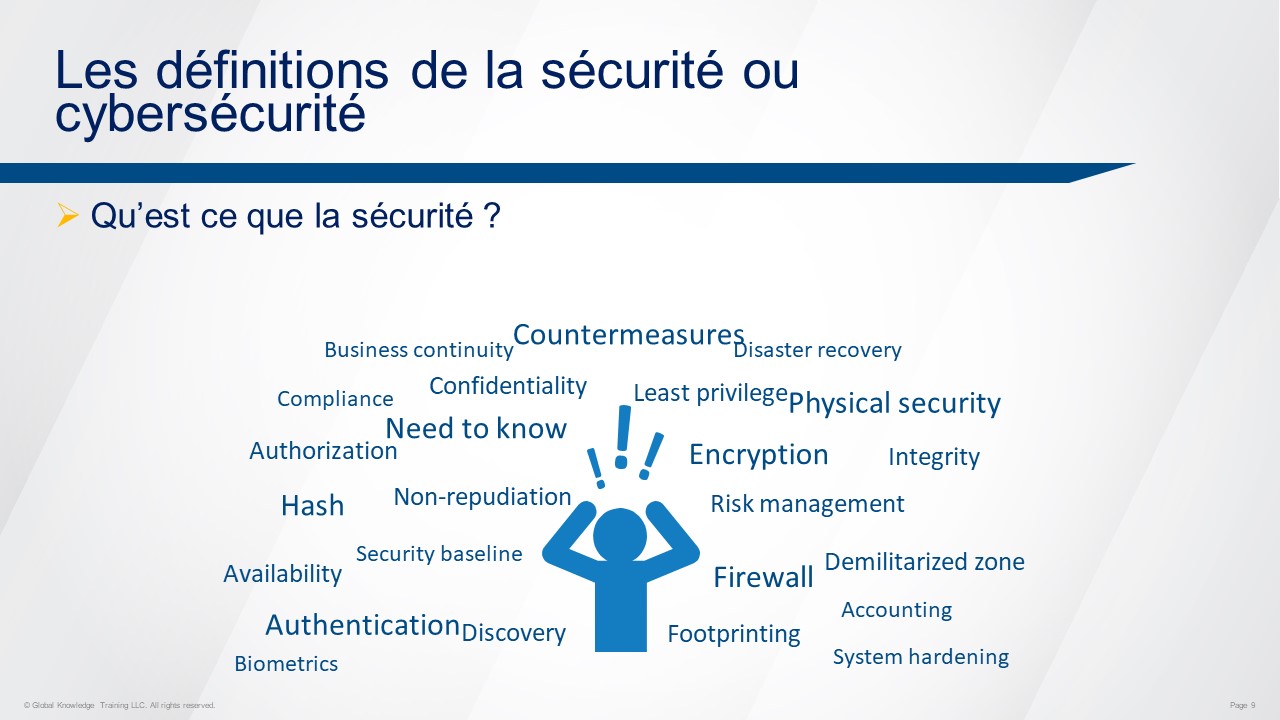 Les définitions de la sécurité ou
cybersécurité
Qu’est ce que la sécurité ?
Countermeasures
Business continuity
Disaster recovery
Confidentiality
Least privilege
Compliance
Physical security
Need to know
Authorization
Encryption
Integrity
Non-repudiation
Hash
Risk management
Security baseline
Demilitarized zone
Availability
Firewall
Accounting
Authentication
Discovery
Footprinting
System hardening
Biometrics
© Global Knowledge Training LLC. All rights reserved.
Page 9